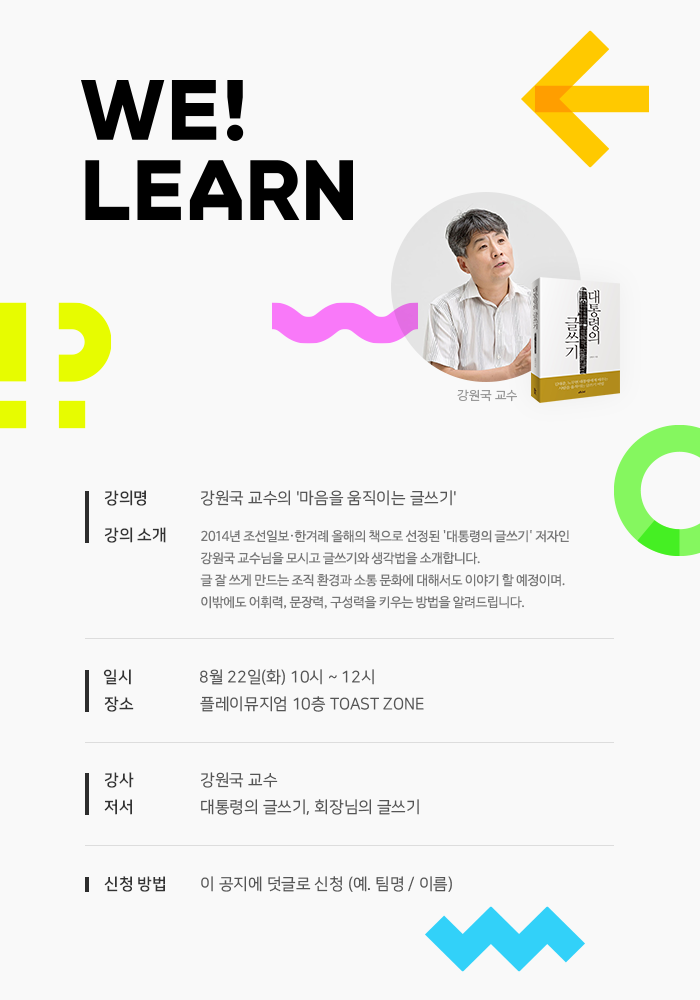 WE!
LEARN
대통령의
글쓰기
대통령의 글쓰기
강원국 교수
강의명 강원국 교수의 '마음을 움직이는 글쓰기'
강의 소개 2014년 조선일보·한겨레 올해의 책으로 선정된 '대통령의 글쓰기' 저자인
강원국 교수님을 모시고 글쓰기와 생각법을 소개합니다.
글 잘 쓰게 만드는 조직 환경과 소통 문화에 대해서도 이야기 할 예정이며.
이밖에도 어휘력, 문장력, 구성력을 키우는 방법을 알려드립니다.
일시 8월 22일(화) 10시 ~ 12시
장소 플레이뮤지엄 10층 TOAST ZONE
강사 강원국 교수
저서 대통령의 글쓰기, 회장님의 글쓰기
신청 방법 이 공지에 덧글로 신청 (예. 팀명 / 이름)